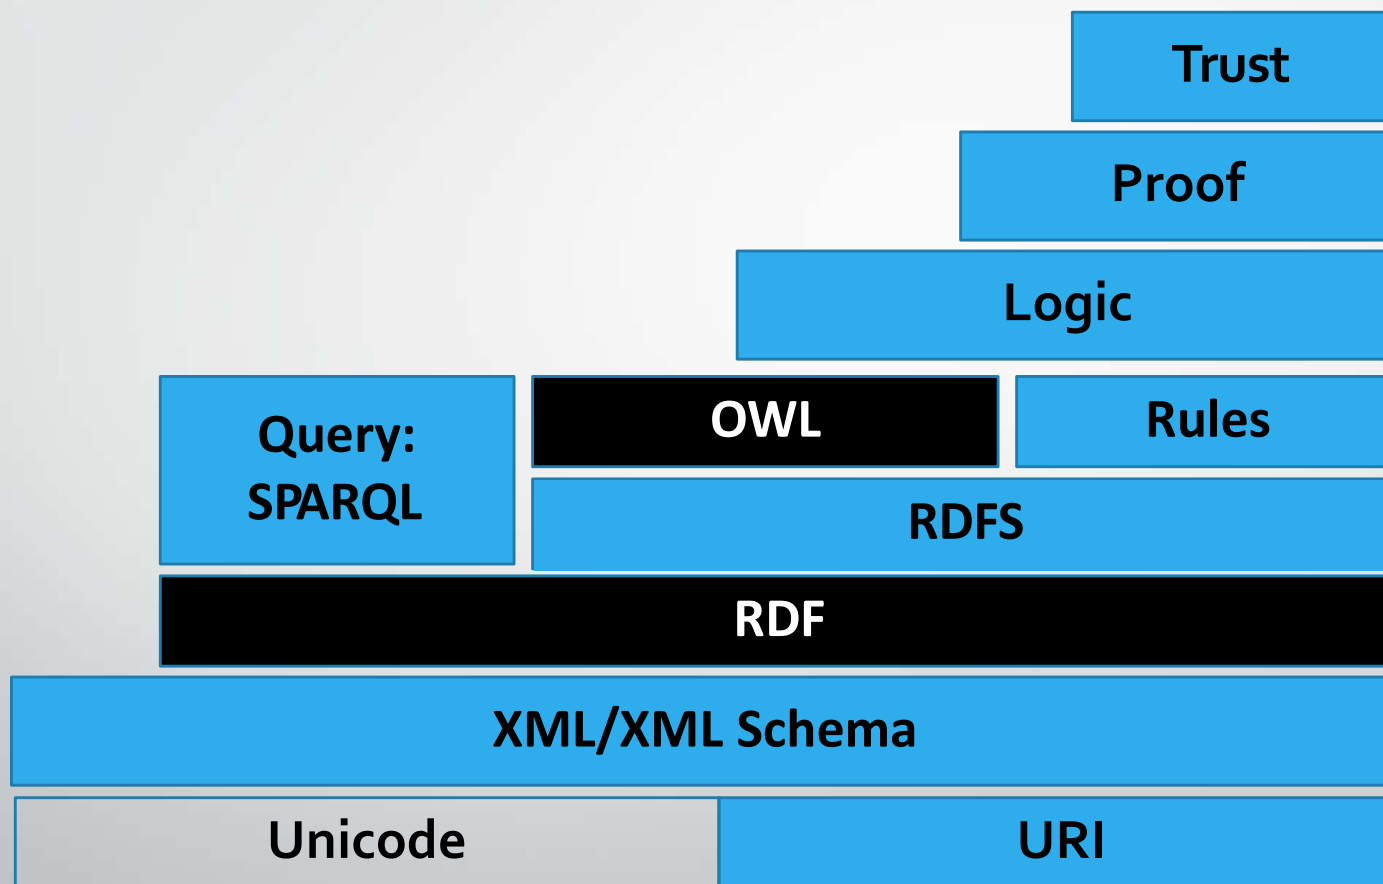 Trust
Proof
Logic
Query:
SPARQL
OWL
Rules
RDFS
RDF
XML/XML Schema
Unicode
URI